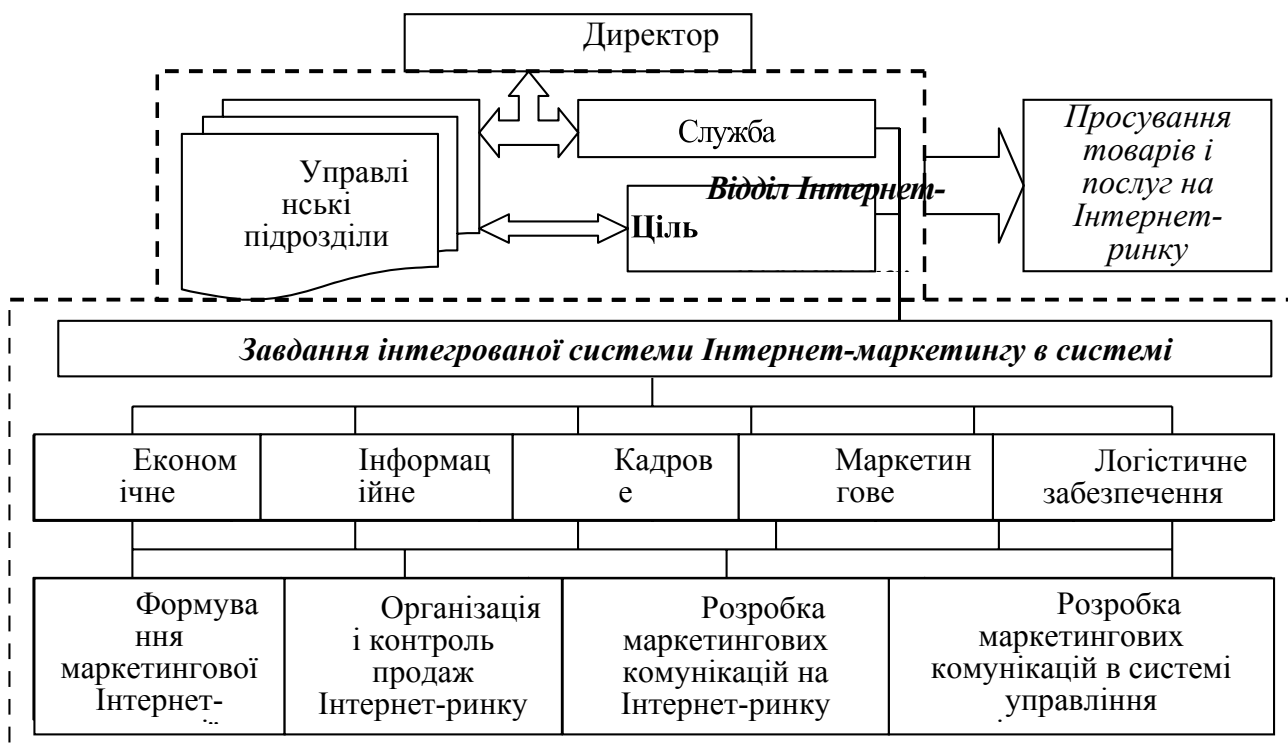 Директор
Служба
Управлі
нські
підрозділи
Відділ Інтернет-
Ціль
Просування
товарів і
послуг на
Інтернет-
ринку
Завдання інтегрованої системи Інтернет-маркетингу в системі
Економ
ічне
Інформац
ійне
Кадров
е
Маркетин
гове
Логістичне
забезпечення
Формува
ння
маркетингової
Інтернет-
Організація
і контроль
продаж
Інтернет-ринку
Розробка
маркетингових
комунікацій на
Інтернет-ринку
Розробка
маркетингових
комунікацій в системі
управління